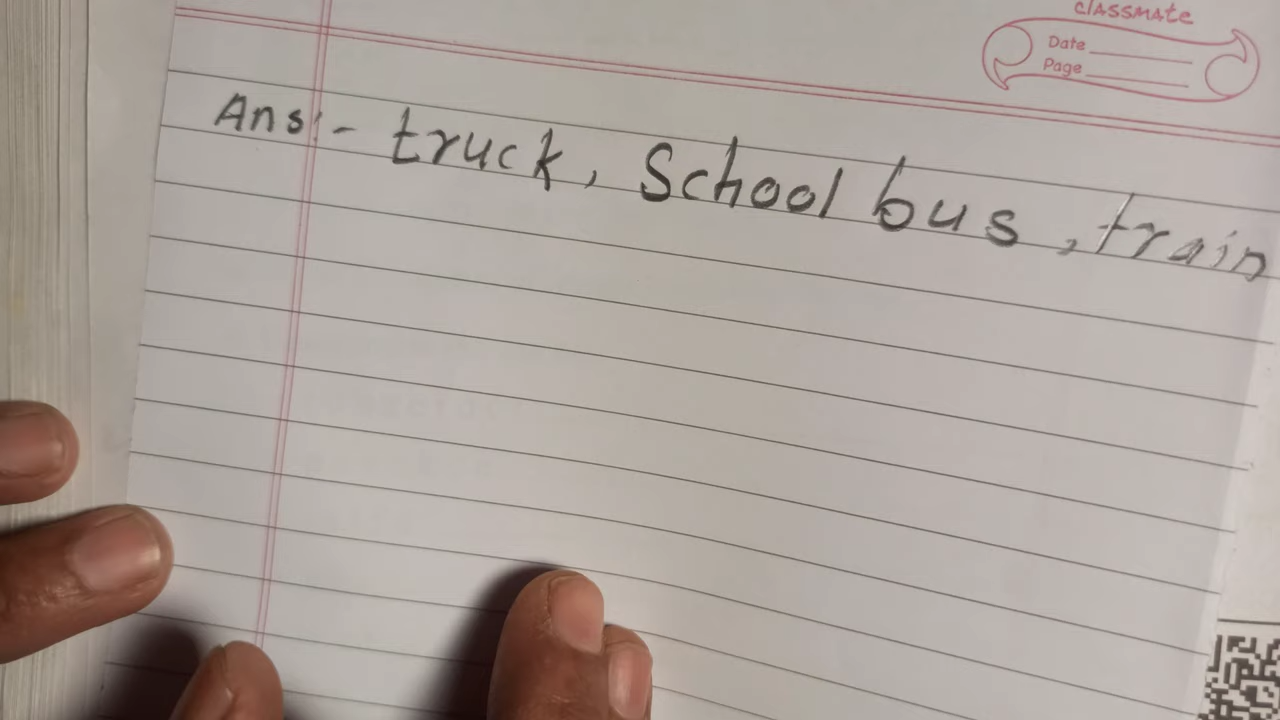 classmate
Date
Page
Ans:- truck, School bus, train